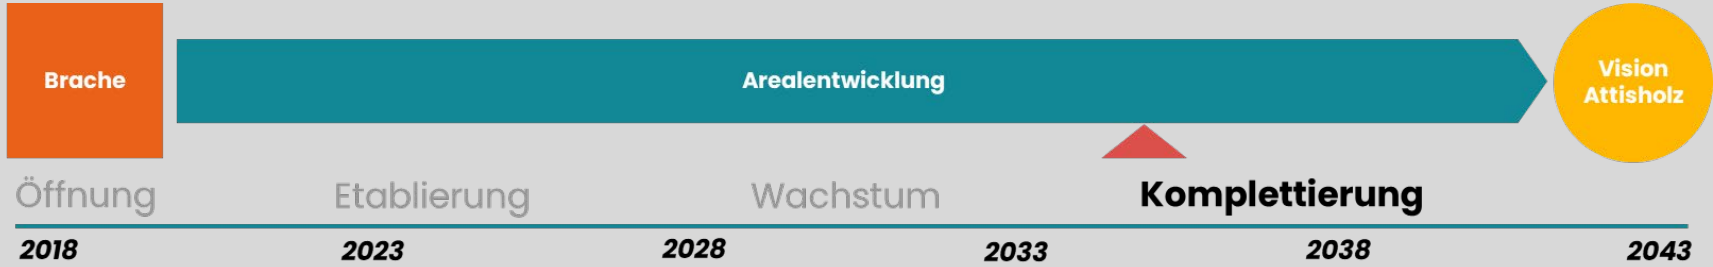 Brache
Arealentwicklung
Vision
Attisholz
Öffnung Etablierung Wachstum Komplettierung
2018 2023 2028 2033 2038 2043